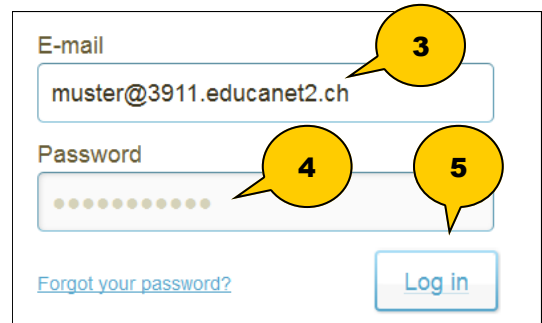 E-mail
3
muster@3911.educanet2.ch
Password
4
5
●●●●●●●●●●●
Forgot your password?
Log in